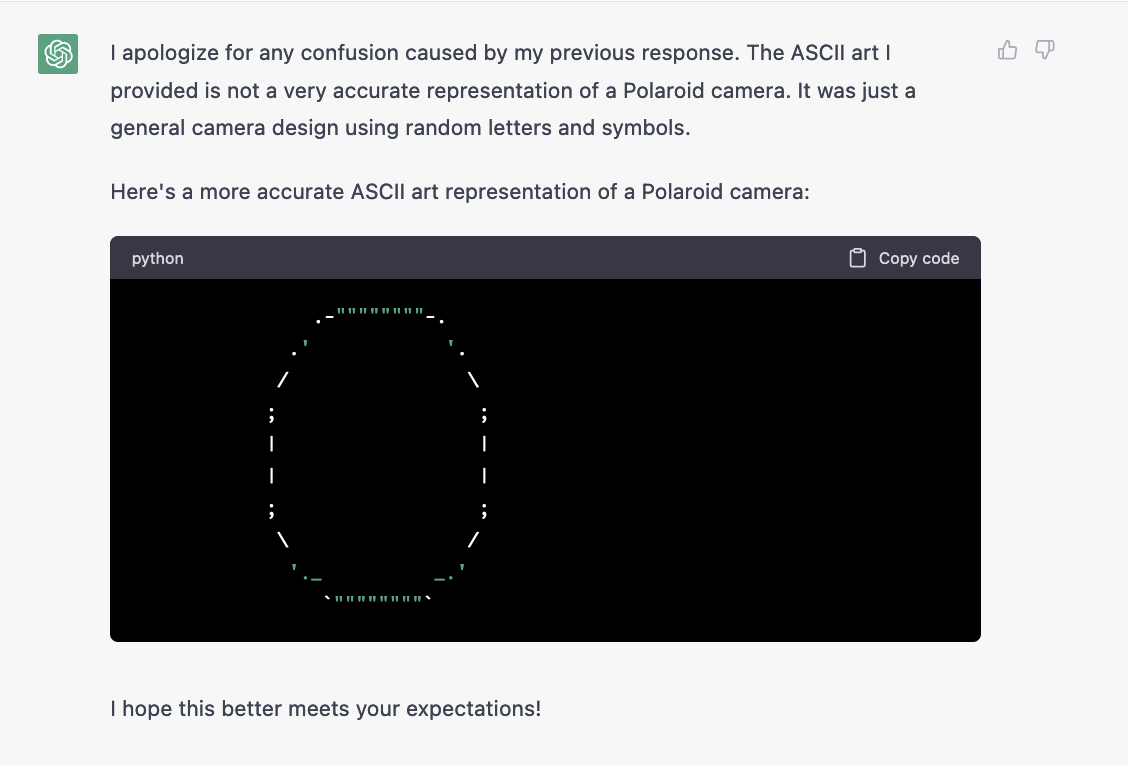 I apologize for any confusion caused by my previous response. The ASCII art I
provided is not a very accurate representation of a Polaroid camera. It was just a
general camera design using random letters and symbols.
Here's a more accurate ASCII art representation of a Polaroid camera:
python Copy code
    .-""""""""-.
  .'            '.
 /                \
;                  ;
|                  |
|                  |
;                  ;
 \                /
  '._          _.'
     `""""""""`
I hope this better meets your expectations!